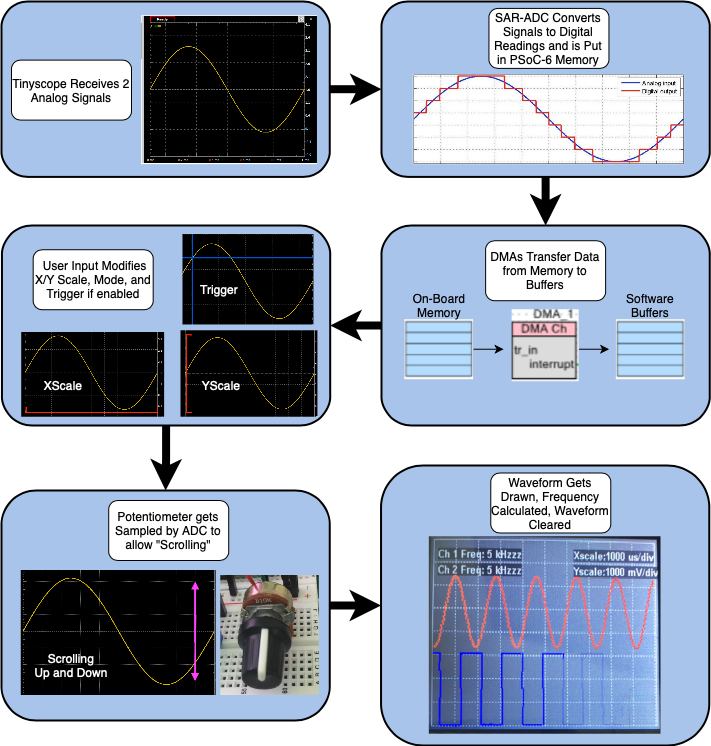 Tinyscope Receives 2
Analog Signals
Ready
SAR-ADC Converts
Signals to Digital
Readings and is Put
in PSoC-6 Memory
Analog input
Digital output
User Input Modifies
X/Y Scale, Mode, and
Trigger if enabled
Trigger
XScale
YScale
DMAs Transfer Data
from Memory to
Buffers
On-Board
Memory
DMA_1
DMA Ch
tr_in
interrupt
Software
Buffers
Potentiometer gets
Sampled by ADC to
allow "Scrolling"
Scrolling
Up and Down
Waveform Gets
Drawn, Frequency
Calculated, Waveform
Cleared
Ch 1 Freq: 5 kHzzz
Ch 2 Freq: 5 kHzzz
Xscale:1000 us/div
Yscale:1000 mV/div